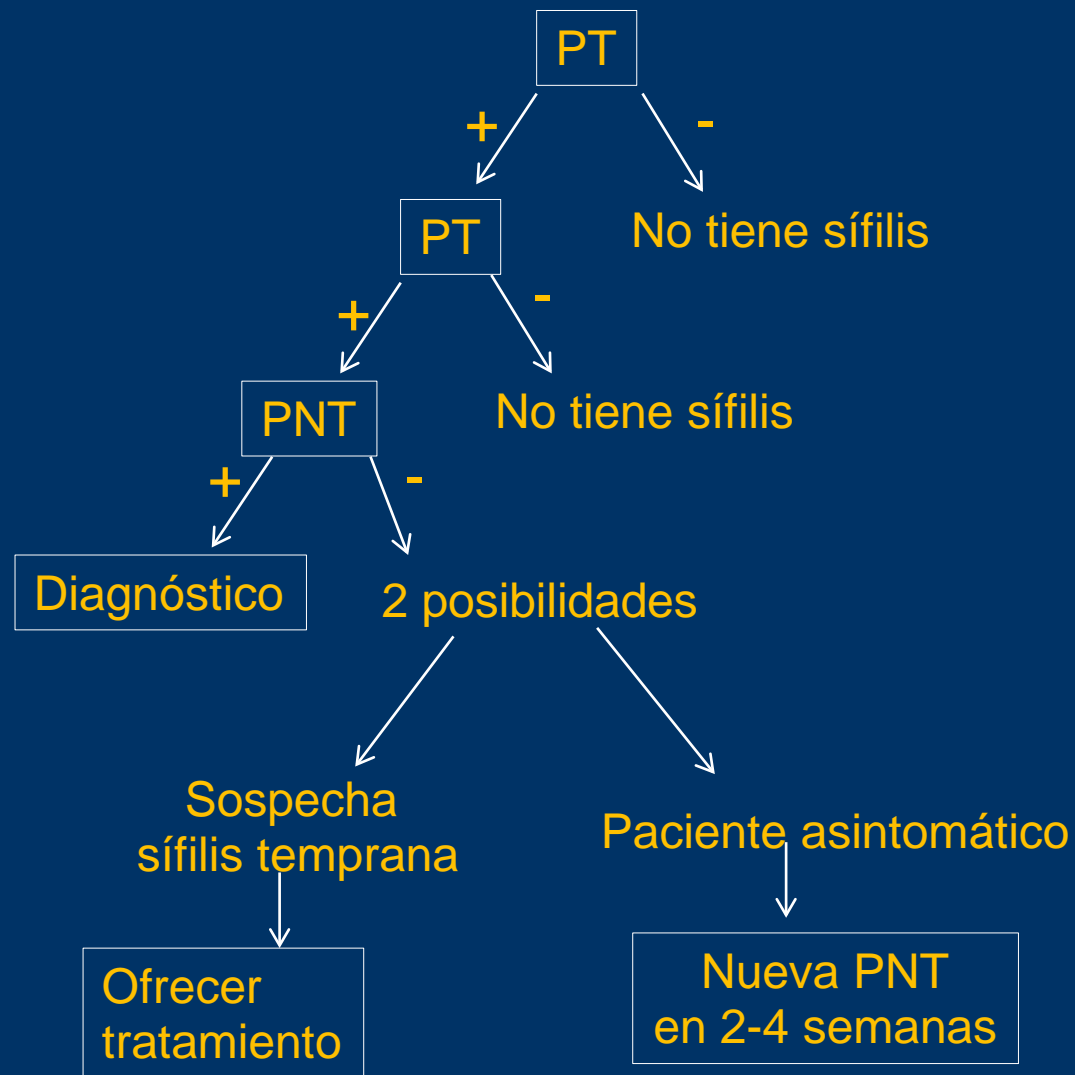 PT
+
-
PT
No tiene sífilis
+
-
PNT
No tiene sífilis
+
-
Diagnóstico
2 posibilidades
Sospecha
sífilis temprana
Paciente asintomático
Ofrecer
tratamiento
Nueva PNT
en 2-4 semanas